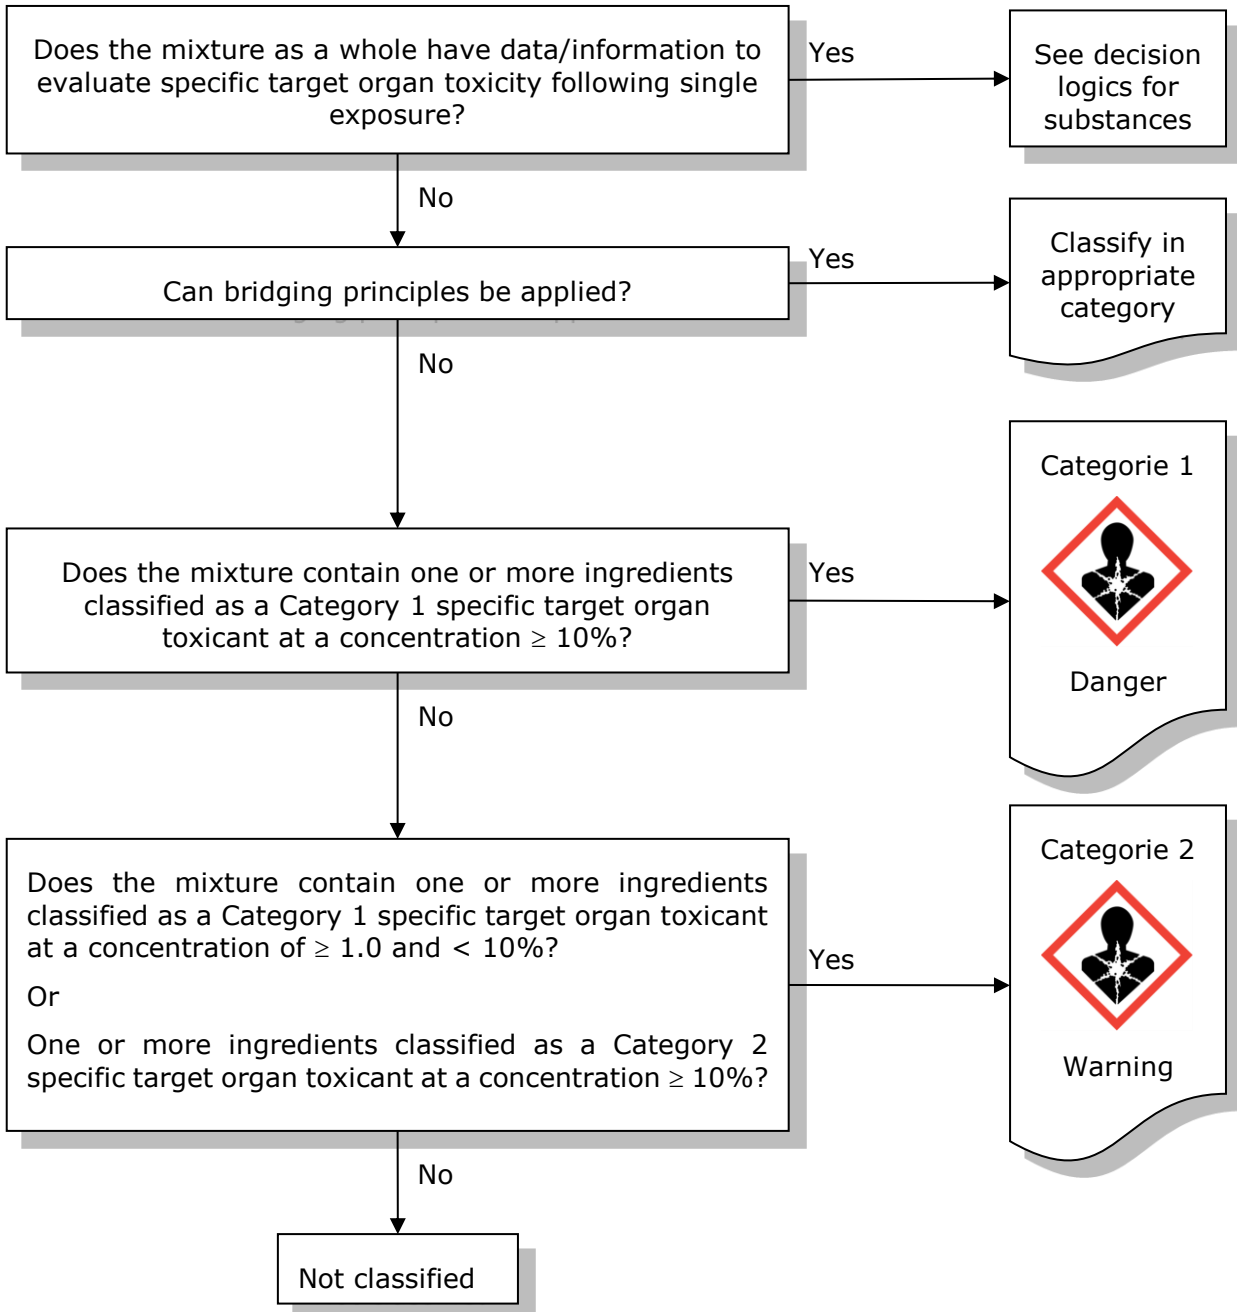 Does the mixture as a whole have data/information to
evaluate specific target organ toxicity following single
exposure?
Yes
See decision
logics for
substances
No
Can bridging principles be applied?
Yes
Classify in
appropriate
category
No
Does the mixture contain one or more ingredients
classified as a Category 1 specific target organ
toxicant at a concentration ≥ 10%?
Yes
Categorie 1
Danger
No
Does the mixture contain one or more ingredients
classified as a Category 1 specific target organ toxicant
at a concentration of ≥ 1.0 and < 10%?
Or
One or more ingredients classified as a Category 2
specific target organ toxicant at a concentration ≥ 10%?
Yes
Categorie 2
Warning
No
Not classified